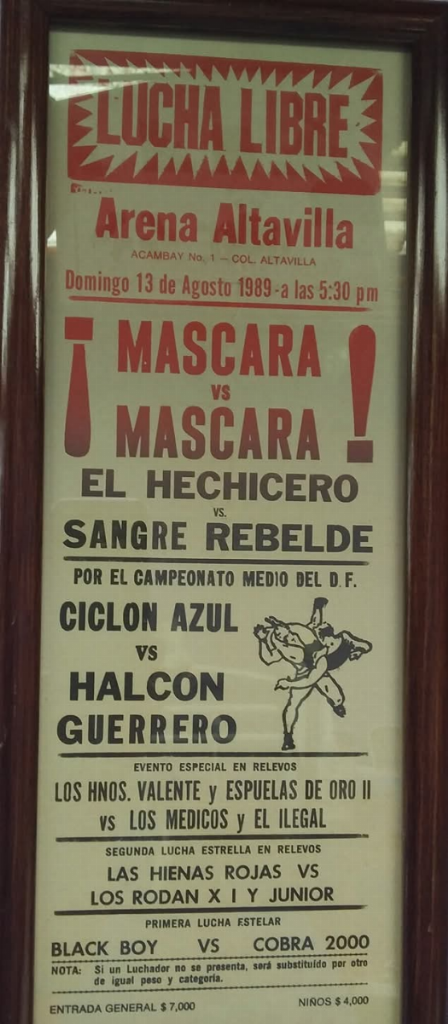 LUCHA LIBRE
Arena Altavilla
ACAMBAY No. 1 - COL. ALTAVILLA
Domingo 13 de Agosto 1989 - a las 5:30 pm
¡ MASCARA
VS
MASCARA !
EL HECHICERO
VS.
SANGRE REBELDE
POR EL CAMPEONATO MEDIO DEL D.F.
CICLON AZUL
VS
HALCON
GUERRERO
EVENTO ESPECIAL EN RELEVOS
LOS HNOS. VALENTE y ESPUELAS DE ORO II
vs LOS MEDICOS y EL ILEGAL
SEGUNDA LUCHA ESTRELLA EN RELEVOS
LAS HIENAS ROJAS VS
LOS RODAN X I Y JUNIOR
PRIMERA LUCHA ESTELAR
BLACK BOY VS COBRA 2000
NOTA: Si un Luchador no se presenta, será substituído por otro
de igual peso y categoría.
ENTRADA GENERAL $ 7,000 NIÑOS $ 4,000